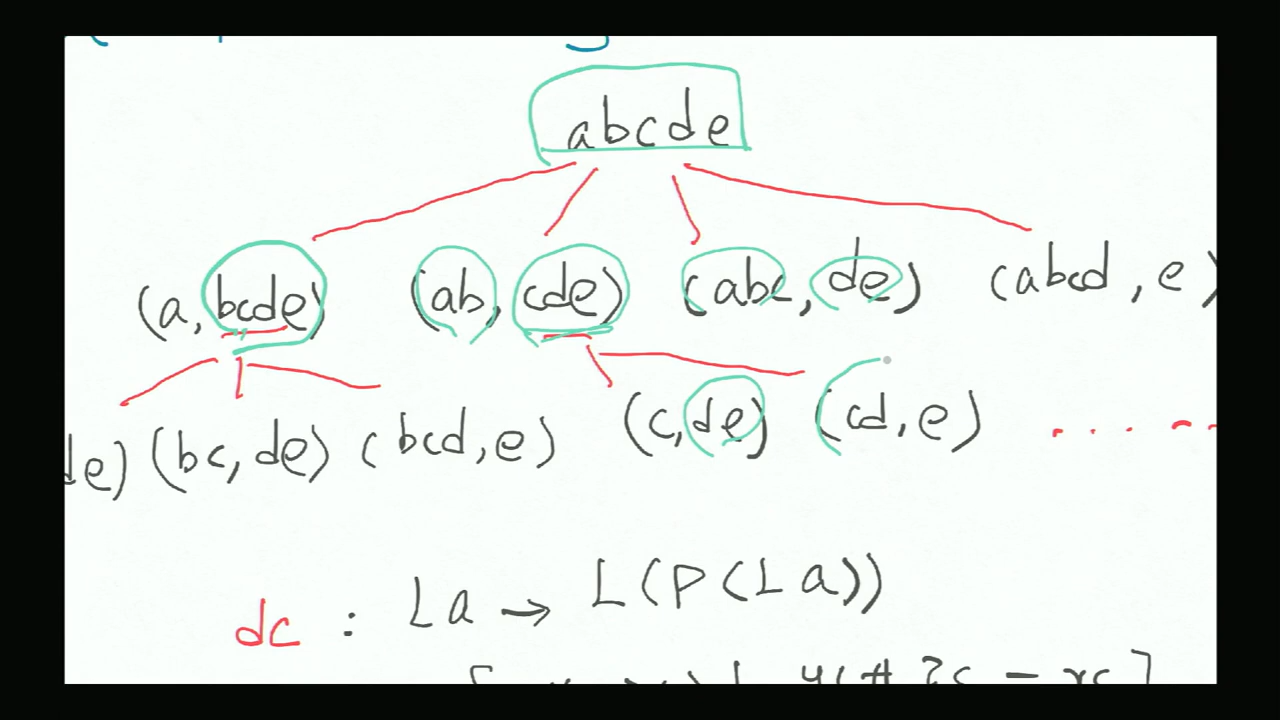 abcde
(a, bcde) (ab, cde) (abc, de) (abcd, e)
de) (bc, de) (bcd, e) (c, de) (cd, e) . . . .
dc : La → L(P(La))